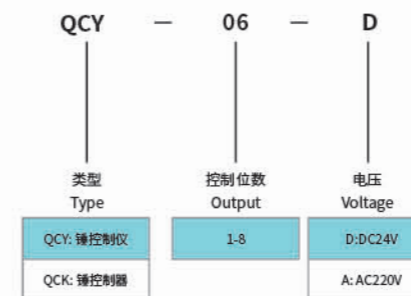 QCY — 06 — D
类型 控制位数 电压
Type Output Voltage
QCY: 锤控制仪 1-8 D:DC24V
QCK: 锤控制器 A: AC220V